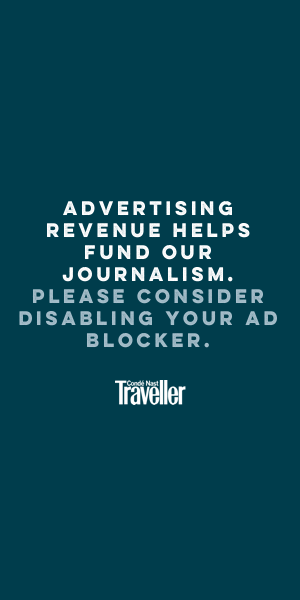 ADVERTISING
REVENUE HELPS
FUND OUR
JOURNALISM.
PLEASE CONSIDER
DISABLING YOUR AD
BLOCKER.
Condé Nast
Traveller